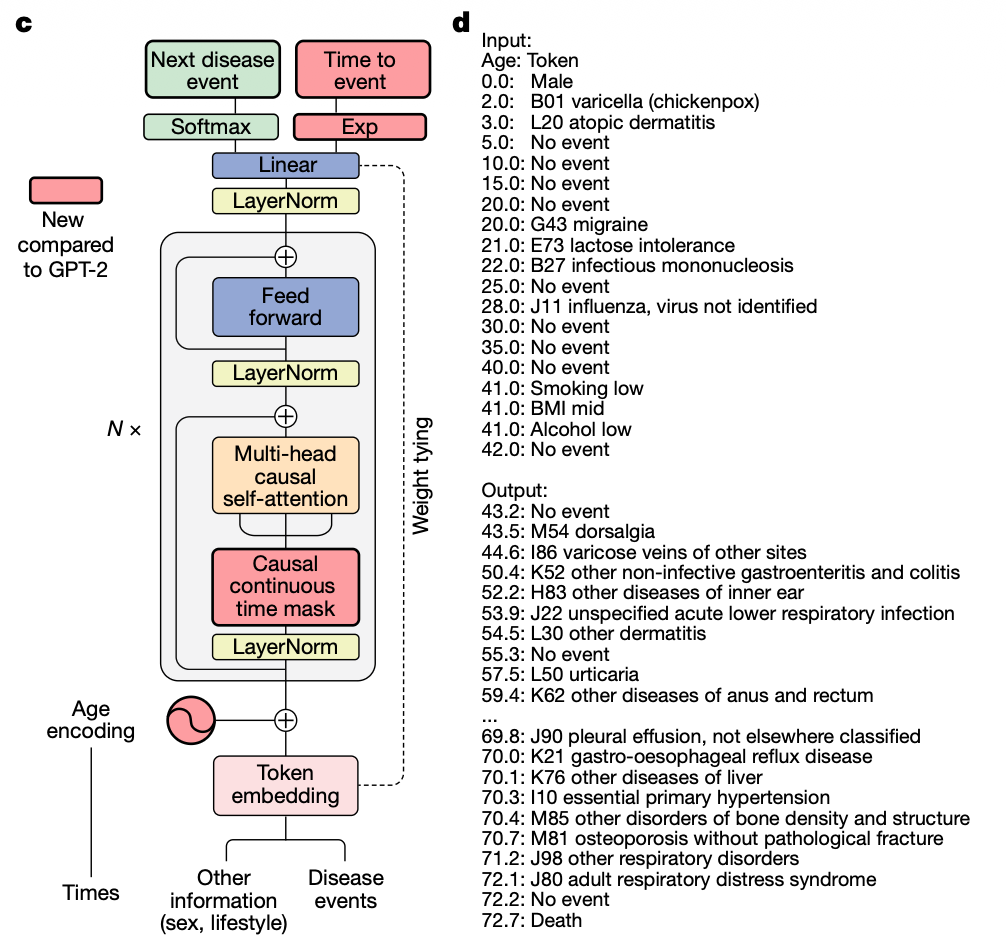 c
Next disease
event
Time to
event
Softmax
Exp
Linear
LayerNorm
New
compared
to GPT-2
Feed
forward
LayerNorm
N ×
Multi-head
causal
self-attention
Weight tying
Causal
continuous
time mask
LayerNorm
Age
encoding
Token
embedding
Times
Other
information
(sex, lifestyle)
Disease
events
d
Input:
Age: Token
0.0: Male
2.0: B01 varicella (chickenpox)
3.0: L20 atopic dermatitis
5.0: No event
10.0: No event
15.0: No event
20.0: No event
20.0: G43 migraine
21.0: E73 lactose intolerance
22.0: B27 infectious mononucleosis
25.0: No event
28.0: J11 influenza, virus not identified
30.0: No event
35.0: No event
40.0: No event
41.0: Smoking low
41.0: BMI mid
41.0: Alcohol low
42.0: No event
Output:
43.2: No event
43.5: M54 dorsalgia
44.6: I86 varicose veins of other sites
50.4: K52 other non-infective gastroenteritis and colitis
52.2: H83 other diseases of inner ear
53.9: J22 unspecified acute lower respiratory infection
54.5: L30 other dermatitis
55.3: No event
57.5: L50 urticaria
59.4: K62 other diseases of anus and rectum
...
69.8: J90 pleural effusion, not elsewhere classified
70.0: K21 gastro-oesophageal reflux disease
70.1: K76 other diseases of liver
70.3: I10 essential primary hypertension
70.4: M85 other disorders of bone density and structure
70.7: M81 osteoporosis without pathological fracture
71.2: J98 other respiratory disorders
72.1: J80 adult respiratory distress syndrome
72.2: No event
72.7: Death